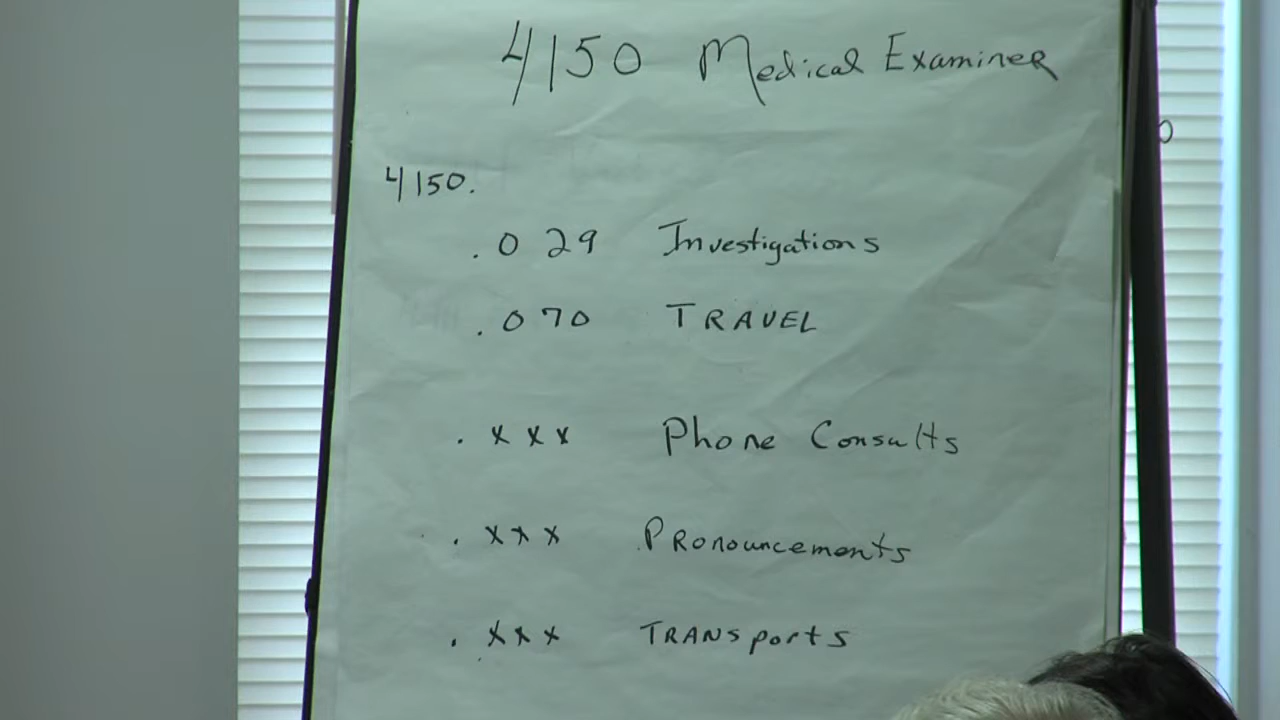 4150 Medical Examiner
4150.
.029 Investigations
.070 TRAVEL
.xxx Phone Consults
.xxx Pronouncements
.xxx TRANSports